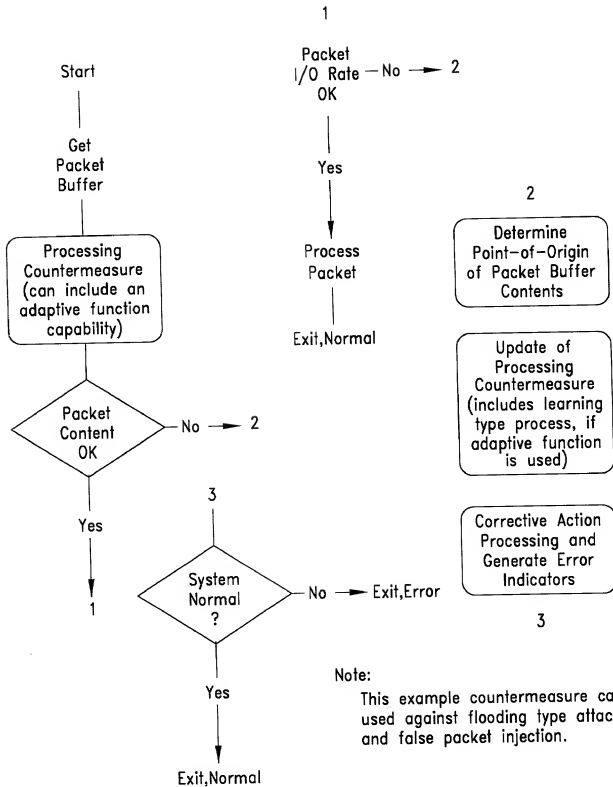 Start
Get
Packet
Buffer
Processing
Countermeasure
(can include an
adaptive function
capability)
Packet
Content
OK
No
2
Yes
1
1
Packet
I/O Rate
OK
No
2
Yes
Process
Packet
Exit,Normal
2
Determine
Point-of-Origin
of Packet Buffer
Contents
Update of
Processing
Countermeasure
(includes learning
type process, if
adaptive function
is used)
Corrective Action
Processing and
Generate Error
Indicators
3
3
System
Normal
?
No
Exit,Error
Yes
Exit,Normal
Note:
This example countermeasure ca
used against flooding type attac
and false packet injection.